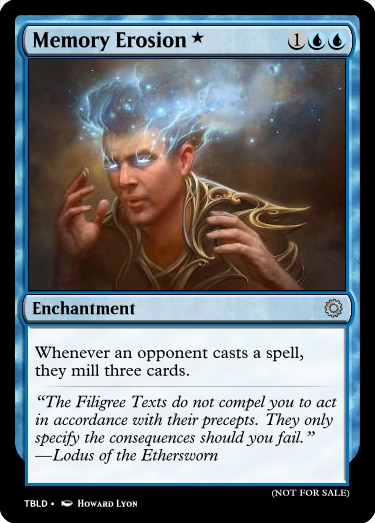 Memory Erosion ★ 1
Enchantment
Whenever an opponent casts a spell,
they mill three cards.
“The Filigree Texts do not compel you to act
in accordance with their precepts. They only
specify the consequences should you fail.”
—Lodus of the Ethersworn
(NOT FOR SALE)
TBLD • Howard Lyon